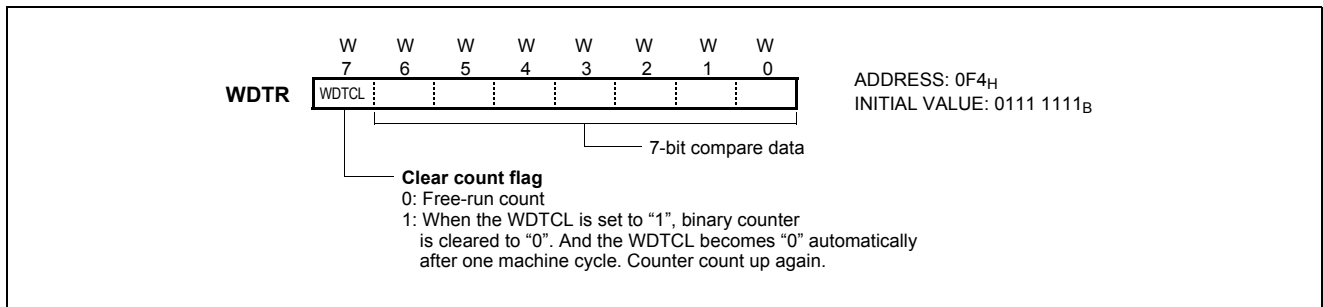 W W W W W W W W
7 6 5 4 3 2 1 0
WDTR WDTCL
ADDRESS: 0F4H
INITIAL VALUE: 0111 1111B
7-bit compare data
Clear count flag
0: Free-run count
1: When the WDTCL is set to “1”, binary counter
is cleared to “0”. And the WDTCL becomes “0” automatically
after one machine cycle. Counter count up again.